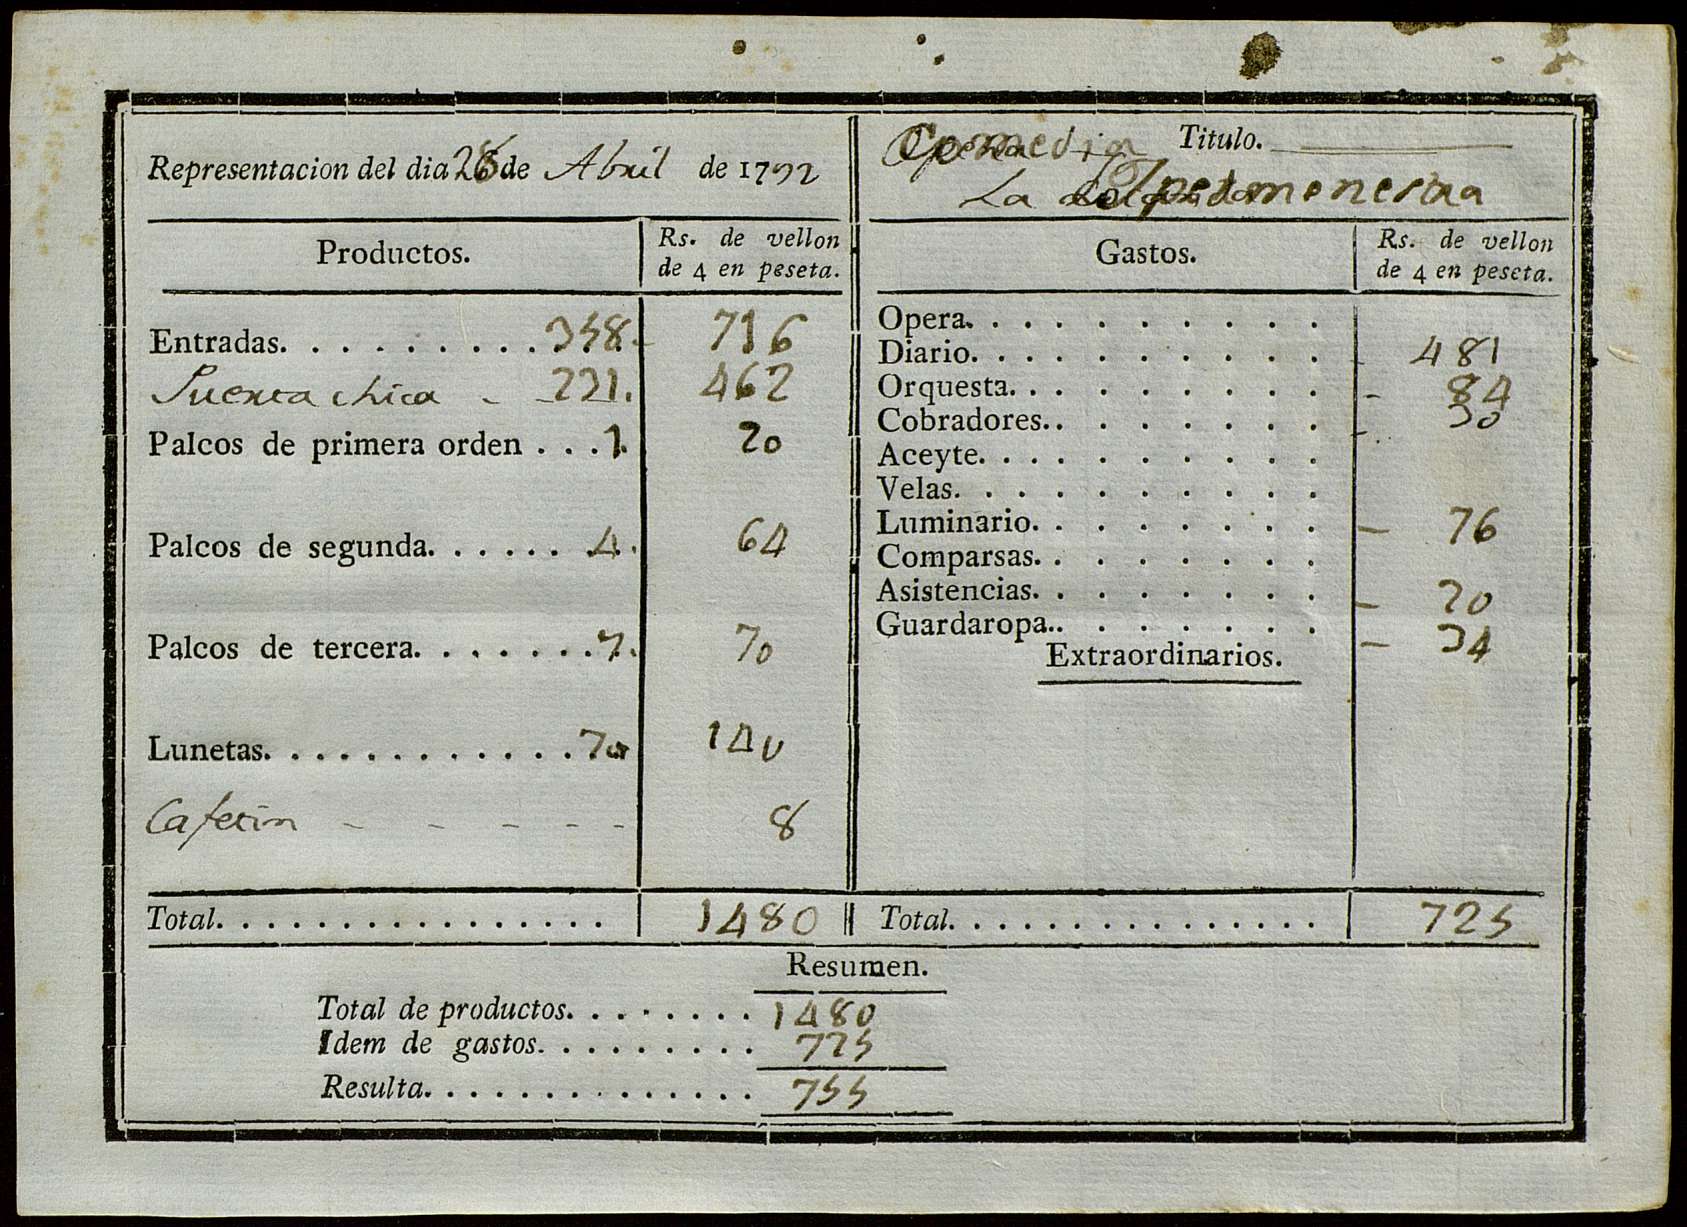 Representacion del dia 28 de Abril de 1792
Productos.
Rs. de vellon
de 4 en peseta.
Entradas. . . . . . . . . . . 358. - 716
Puerta chica - - 231. 462
Palcos de primera orden . . . 1. 20
Palcos de segunda. . . . . . . 4. 64
Palcos de tercera. . . . . . . . 7. 70
Lunetas. . . . . . . . . . . . 70 140
Cafetin - - - - - - 8
Total. . . . . . . . . . . . . . . . 1480
Comedia Titulo.
La
Gastos.
Rs. de vellon
de 4 en peseta.
Opera. . . . . . . . . .
Diario. . . . . . . . . . - 481
Orquesta. . . . . . . . . - 84
Cobradores.. . . . . . . - 30
Aceyte. . . . . . . . . .
Velas. . . . . . . . . .
Luminario. . . . . . . . - 76
Comparsas. . . . . . . .
Asistencias. . . . . . . . - 20
Guardaropa.. . . . . . . - 34
Extraordinarios.
Total. . . . . . . . . . . . . . . 725
Resumen.
Total de productos. . . . . . . . 1480
Idem de gastos. . . . . . . . . 725
Resulta. . . . . . . . . . . . . . 755